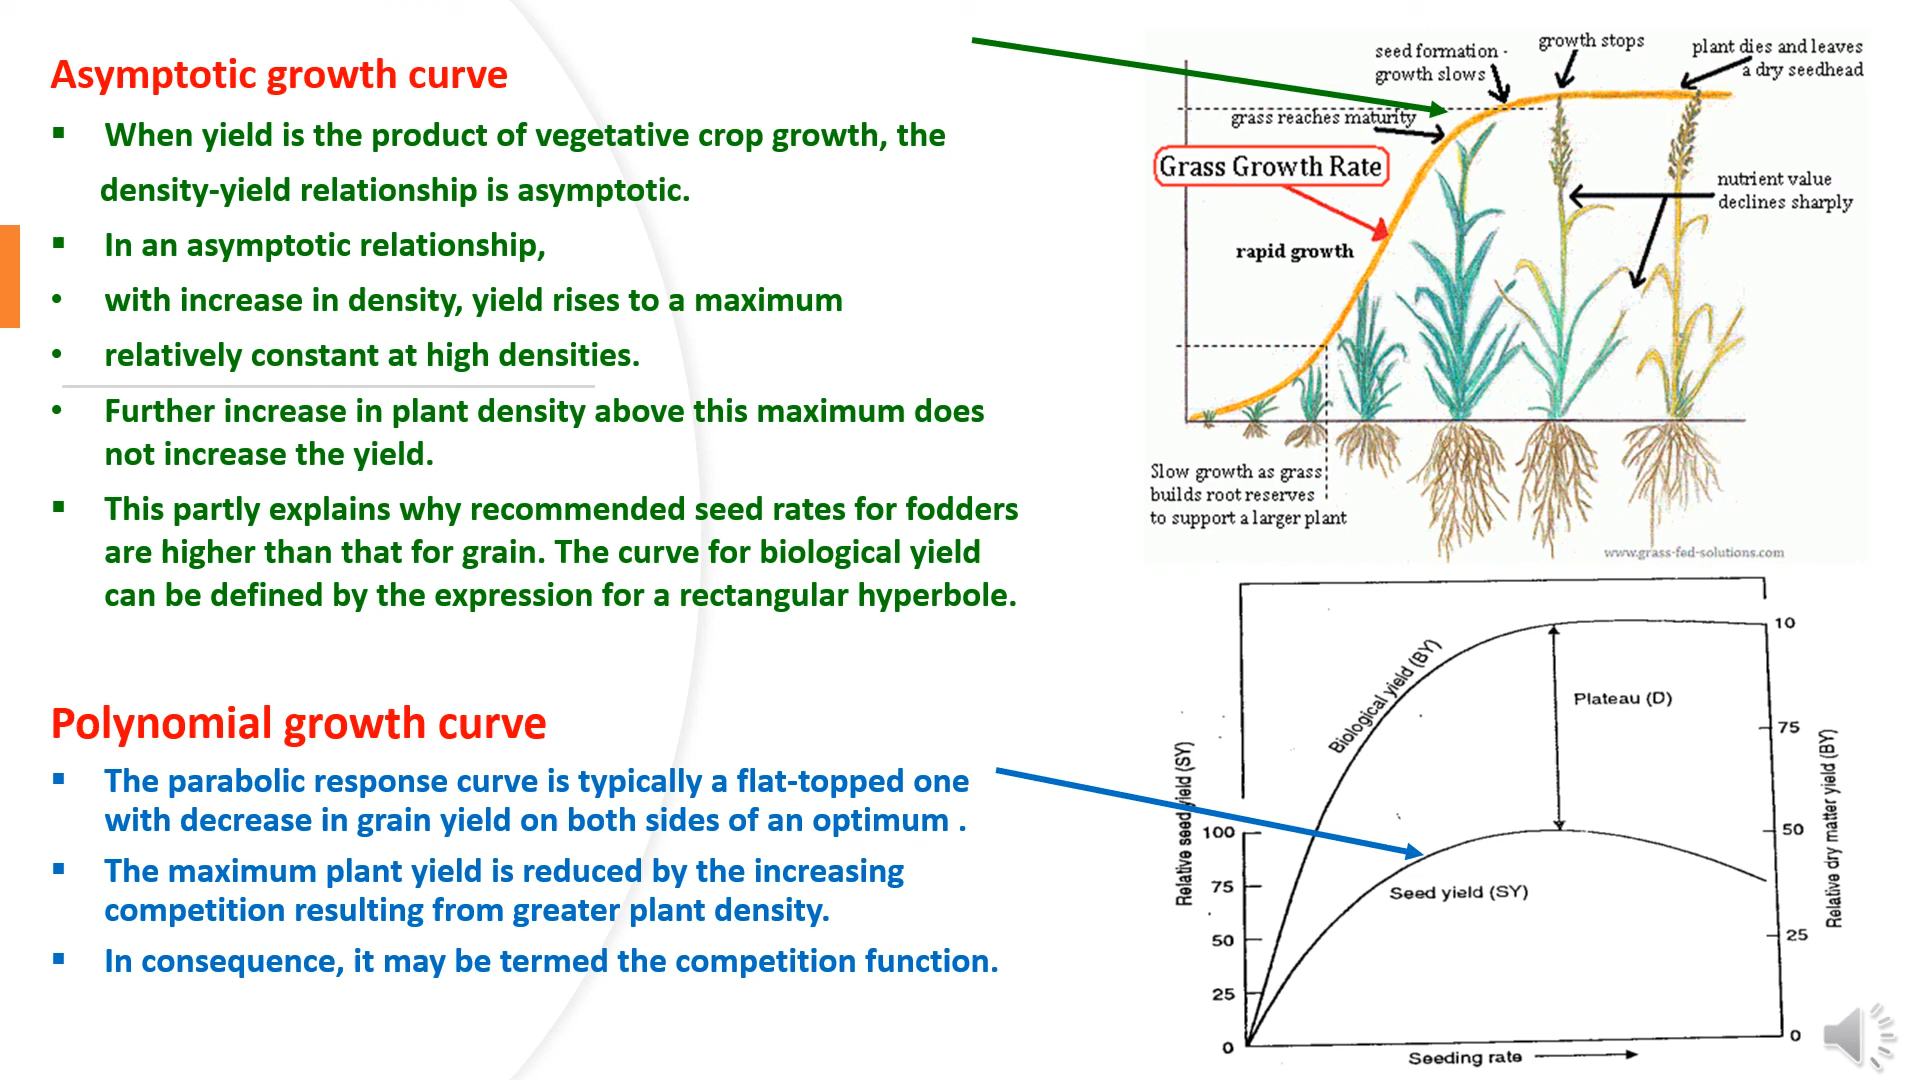 Asymptotic growth curve
▪ When yield is the product of vegetative crop growth, the
density-yield relationship is asymptotic.
▪ In an asymptotic relationship,
• with increase in density, yield rises to a maximum
• relatively constant at high densities.
• Further increase in plant density above this maximum does
not increase the yield.
▪ This partly explains why recommended seed rates for fodders
are higher than that for grain. The curve for biological yield
can be defined by the expression for a rectangular hyperbole.
Polynomial growth curve
▪ The parabolic response curve is typically a flat-topped one
with decrease in grain yield on both sides of an optimum .
▪ The maximum plant yield is reduced by the increasing
competition resulting from greater plant density.
▪ In consequence, it may be termed the competition function.
seed formation -
growth slows
growth stops
plant dies and leaves
a dry seedhead
grass reaches maturity
Grass Growth Rate
nutrient value
declines sharply
rapid growth
Slow growth as grass
builds root reserves
to support a larger plant
www.grass-fed-solutions.com
Relative seed yield (SY)
100
75
50
25
0
Biological yield (BY)
Plateau (D)
Seed yield (SY)
10
75
50
25
0
Relative dry matter yield (BY)
Seeding rate